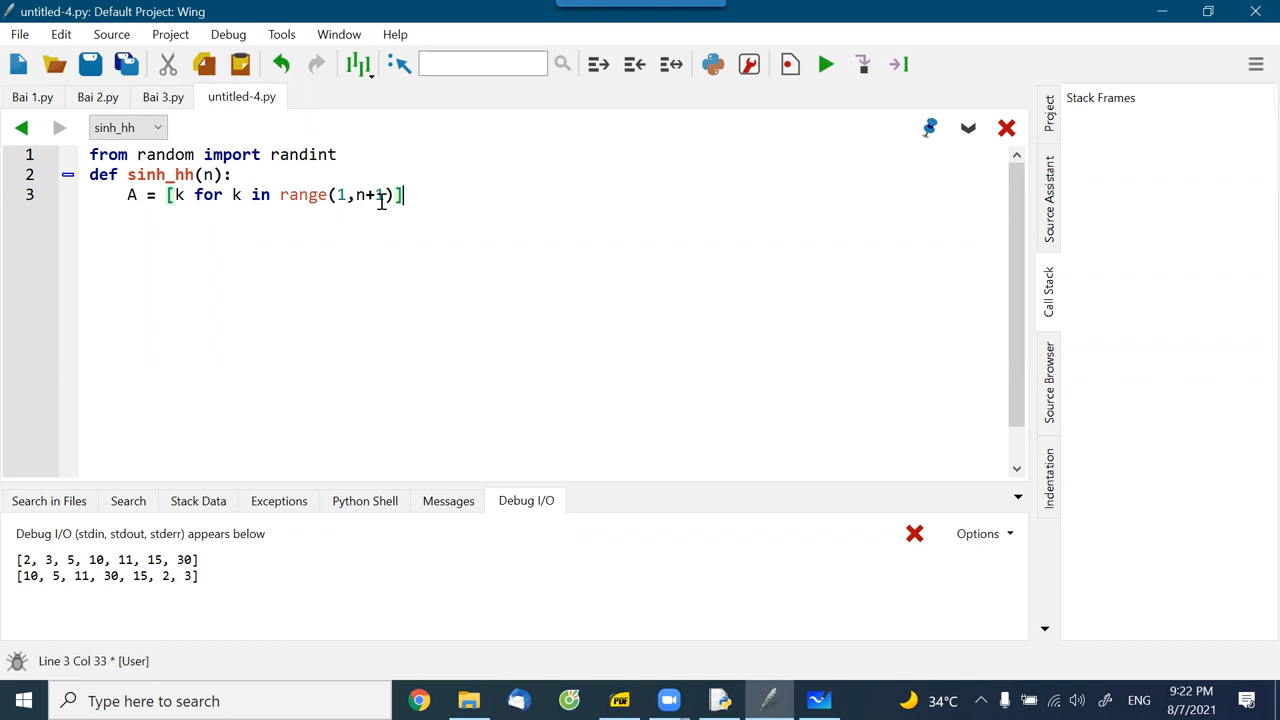 untitled-4.py: Default Project: Wing
File Edit Source Project Debug Tools Window Help
Bai 1.py Bai 2.py Bai 3.py untitled-4.py
Stack Frames
sinh_hh
1 from random import randint
2 def sinh_hh(n):
3 A = [k for k in range(1,n+1)]
Project
Source Assistant
Call Stack
Source Browser
Indentation
Search in Files Search Stack Data Exceptions Python Shell Messages Debug I/O
Debug I/O (stdin, stdout, stderr) appears below
Options
[2, 3, 5, 10, 11, 15, 30]
[10, 5, 11, 30, 15, 2, 3]
Line 3 Col 33 * [User]
Type here to search
PDF
34°C
ENG
9:22 PM
8/7/2021